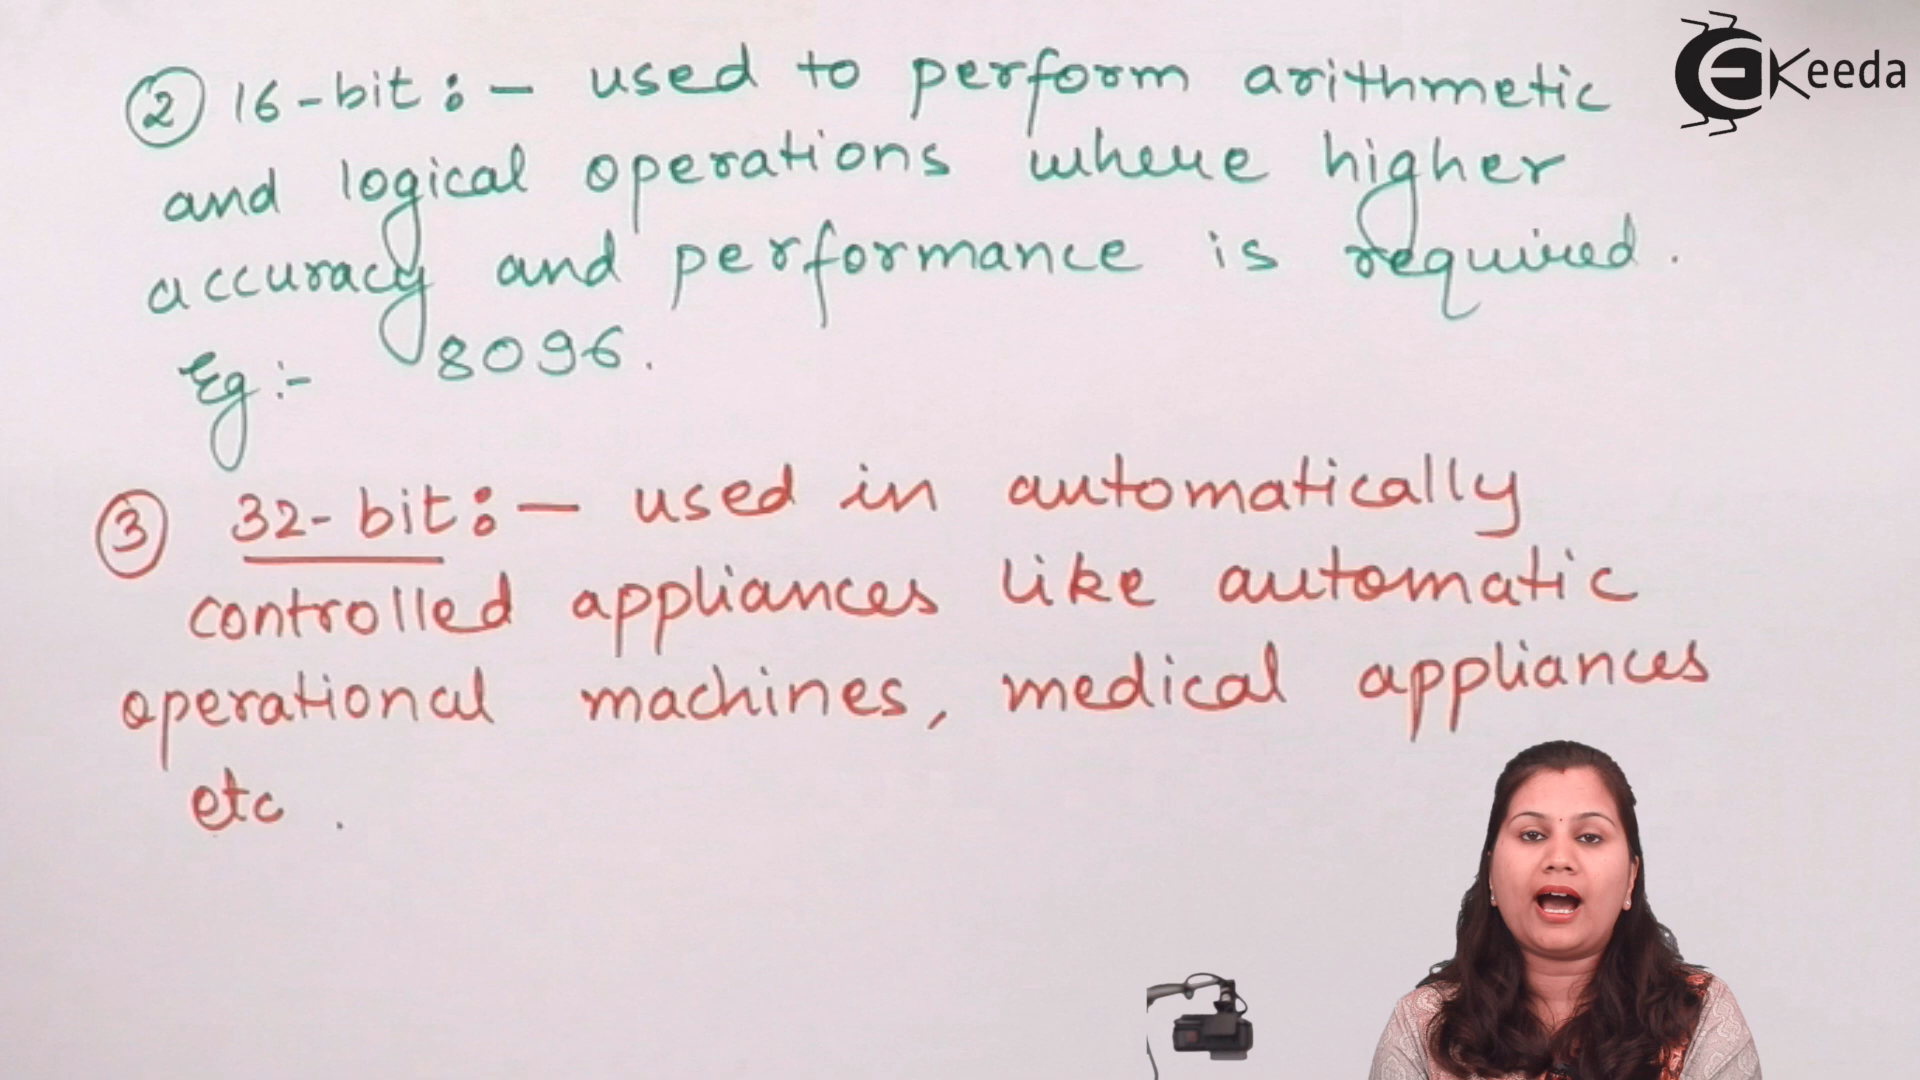 EKeeda
② 16-bit :- used to perform arithmetic
and logical operations where higher
accuracy and performance is required.
Eg :- 8096.
③ 32-bit :- used in automatically
controlled appliances like automatic
operational machines, medical appliances
etc.